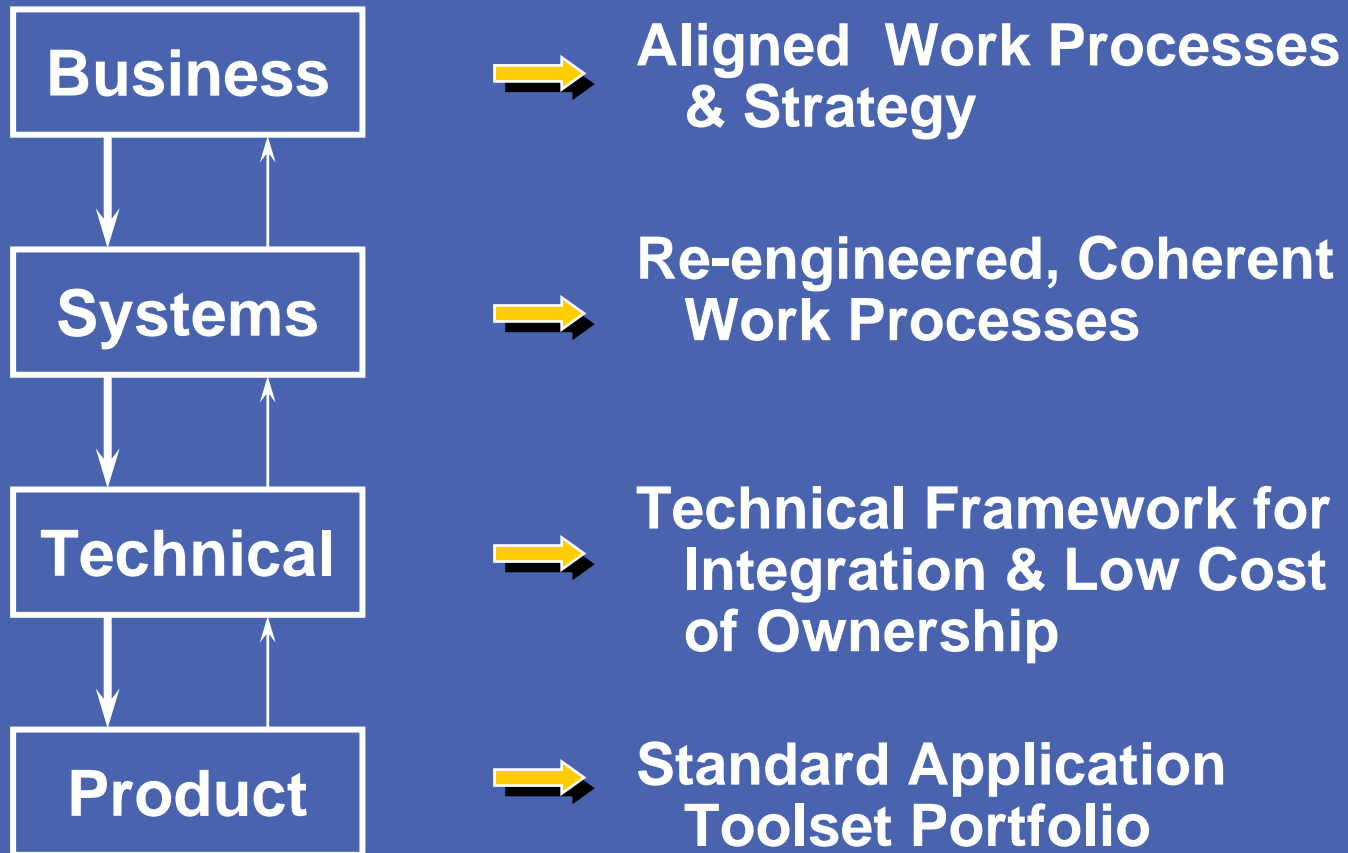 Business
Aligned Work Processes
& Strategy
Systems
Re-engineered, Coherent
Work Processes
Technical
Technical Framework for
Integration & Low Cost
of Ownership
Product
Standard Application
Toolset Portfolio